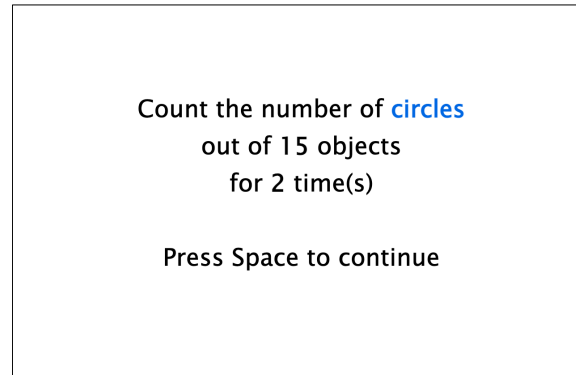 Count the number of circles
out of 15 objects
for 2 time(s)
Press Space to continue